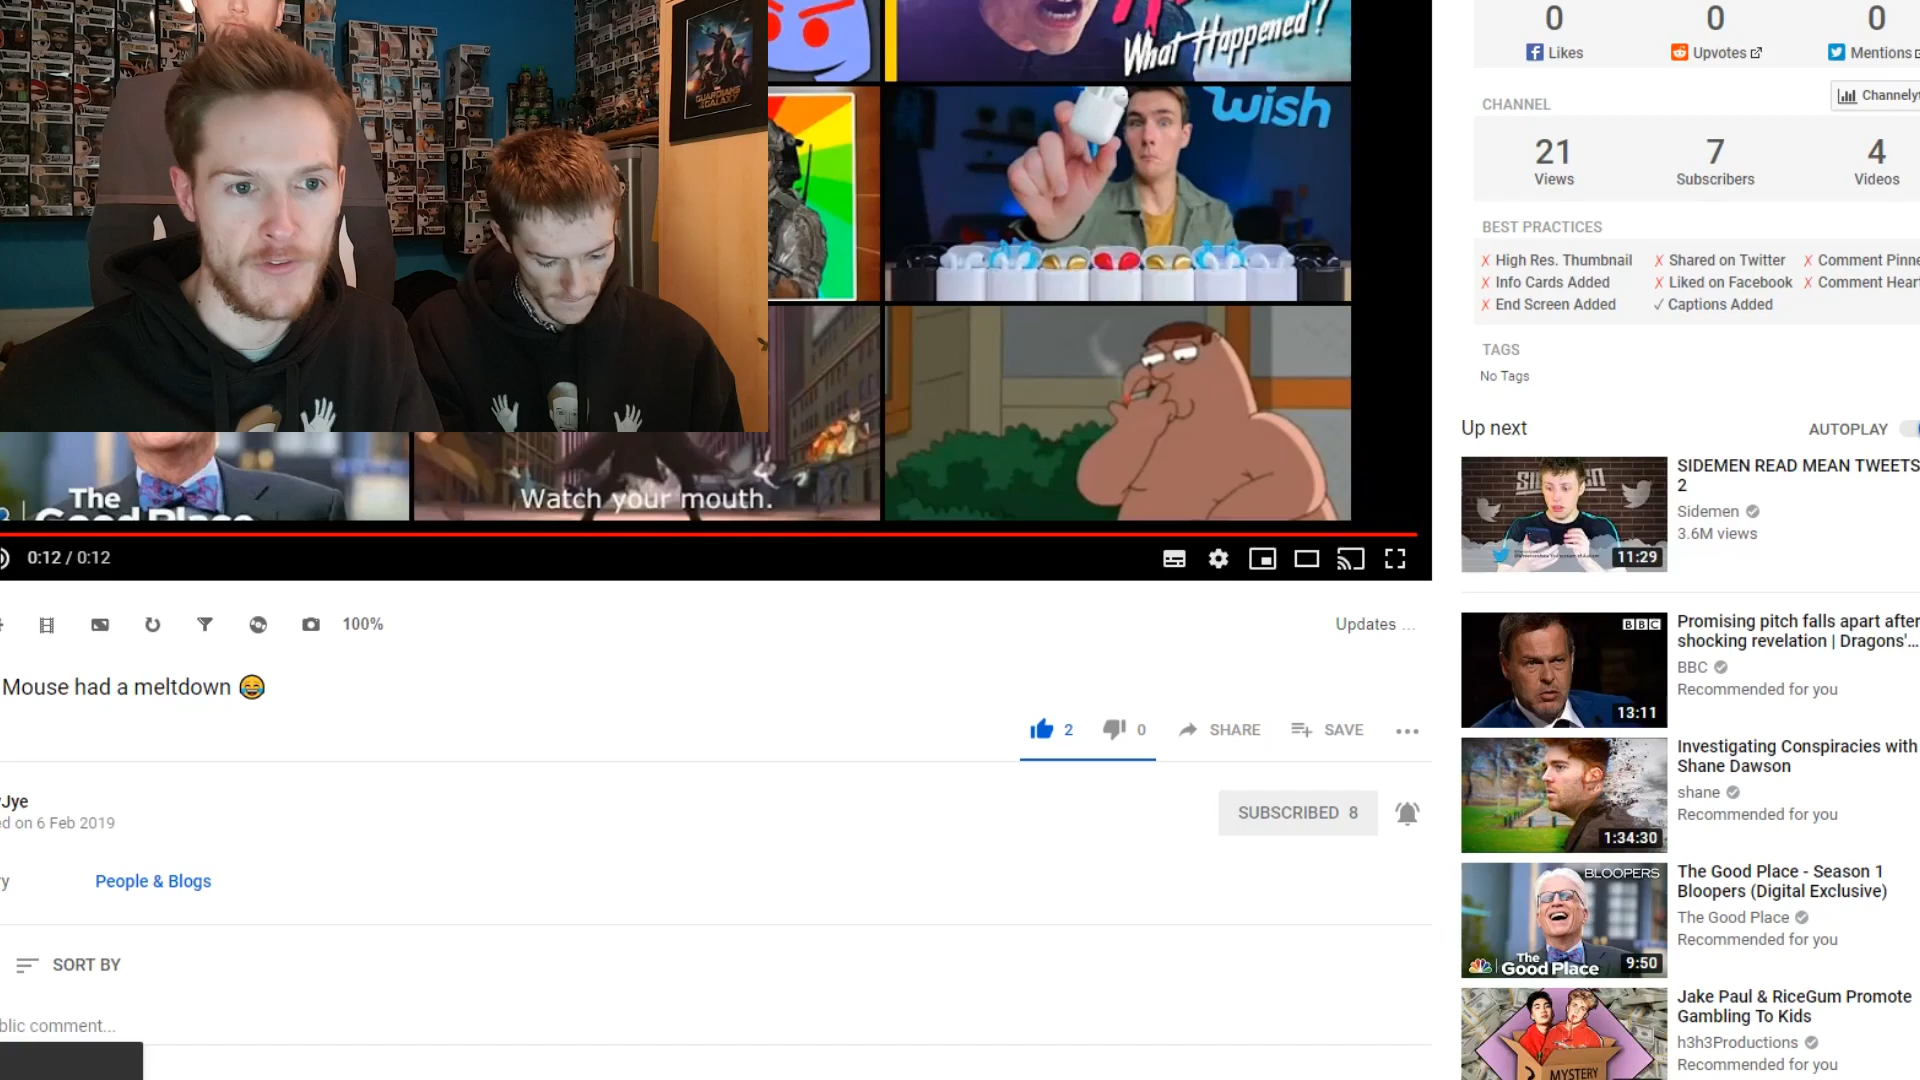 GUARDIANS
GALAXY
What Happened?
wish
The
Good Place
Watch your mouth.
0:12 / 0:12
100%
Updates ...
Mouse had a meltdown 😂
2
0
SHARE
SAVE
Jye
ed on 6 Feb 2019
SUBSCRIBED 8
People & Blogs
SORT BY
blic comment...
0
0
0
Likes
Upvotes
Mentions
CHANNEL
Channelyt
21
7
4
Views
Subscribers
Videos
BEST PRACTICES
X High Res. Thumbnail
X Shared on Twitter
X Comment Pinne
X Info Cards Added
X Liked on Facebook
X Comment Hear
X End Screen Added
✓ Captions Added
TAGS
No Tags
Up next
AUTOPLAY
SIDEMEN READ MEAN TWEETS
2
Sidemen
3.6M views
11:29
BBC
13:11
Promising pitch falls apart after
shocking revelation | Dragons'...
BBC
Recommended for you
1:34:30
Investigating Conspiracies with
Shane Dawson
shane
Recommended for you
BLOOPERS
The
Good Place
9:50
The Good Place - Season 1
Bloopers (Digital Exclusive)
The Good Place
Recommended for you
MYSTERY
Jake Paul & RiceGum Promote
Gambling To Kids
h3h3Productions
Recommended for you